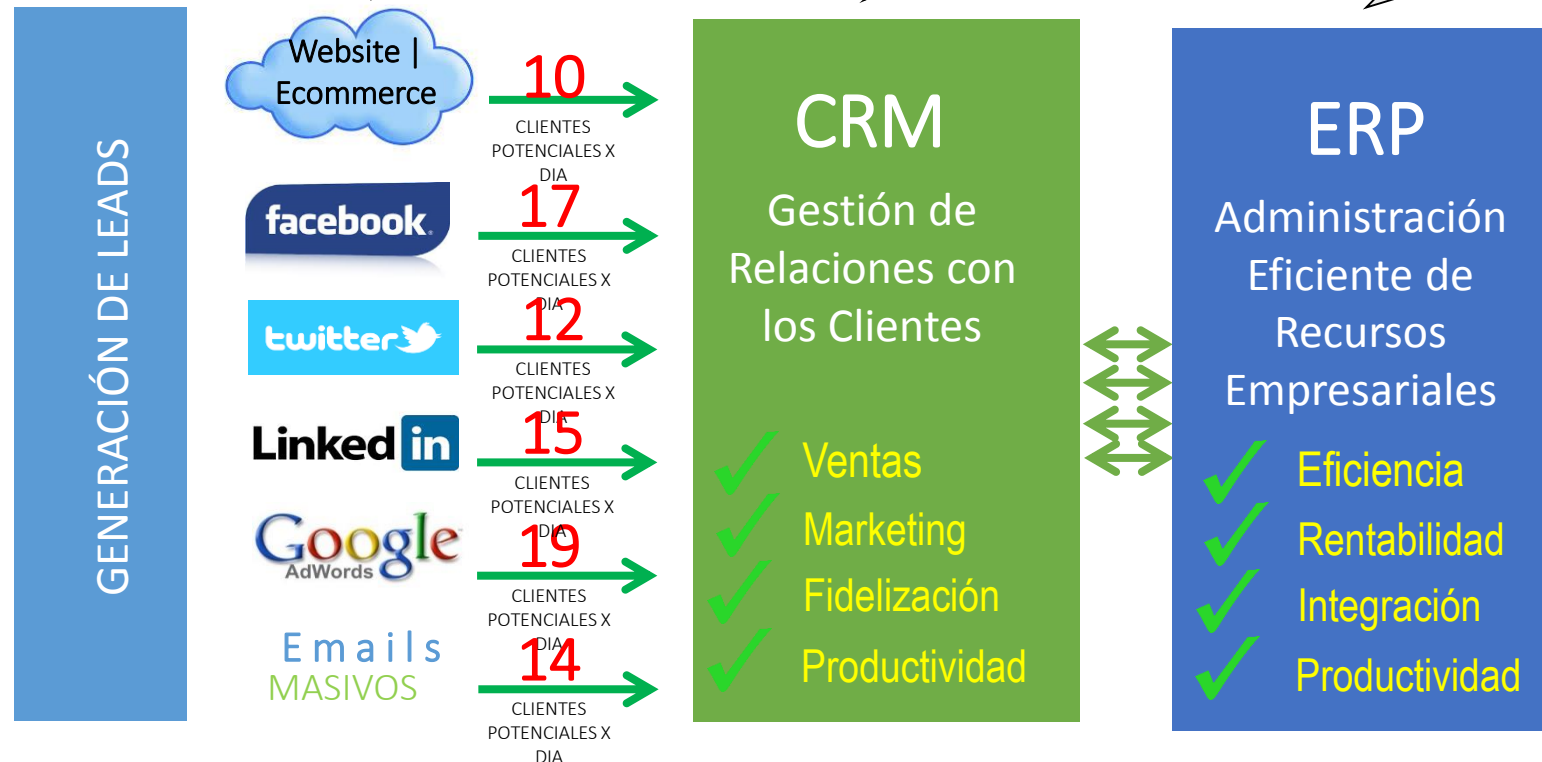 GENERACIÓN DE LEADS
Website |
Ecommerce
10
CLIENTES
POTENCIALES X
DIA
facebook.
17
CLIENTES
POTENCIALES X
DIA
twitter
12
CLIENTES
POTENCIALES X
DIA
Linked in
15
CLIENTES
POTENCIALES X
DIA
Google
AdWords
19
CLIENTES
POTENCIALES X
DIA
Emails
MASIVOS
14
CLIENTES
POTENCIALES X
DIA
CRM
Gestión de
Relaciones con
los Clientes
Ventas
Marketing
Fidelización
Productividad
ERP
Administración
Eficiente de
Recursos
Empresariales
Eficiencia
Rentabilidad
Integración
Productividad